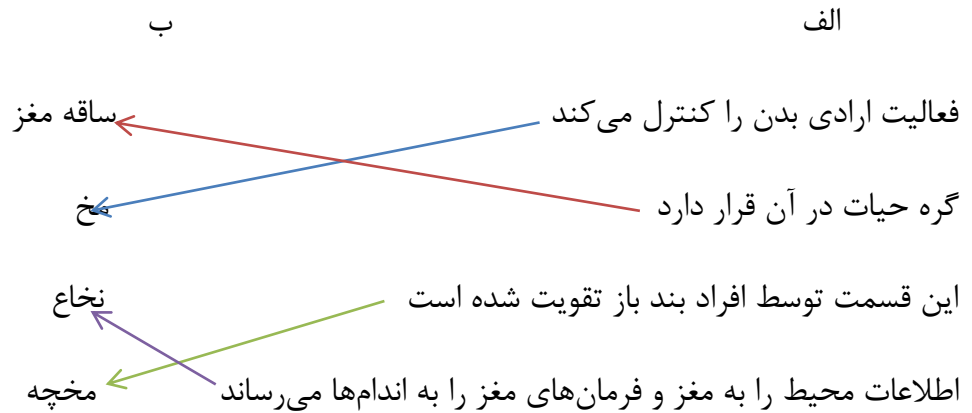 الف ب
فعالیت ارادی بدن را کنترل می‌کند ساقه مغز
گره حیات در آن قرار دارد مخ
این قسمت توسط افراد بند باز تقویت شده است نخاع
اطلاعات محیط را به مغز و فرمان‌های مغز را به اندام‌ها می‌رساند مخچه